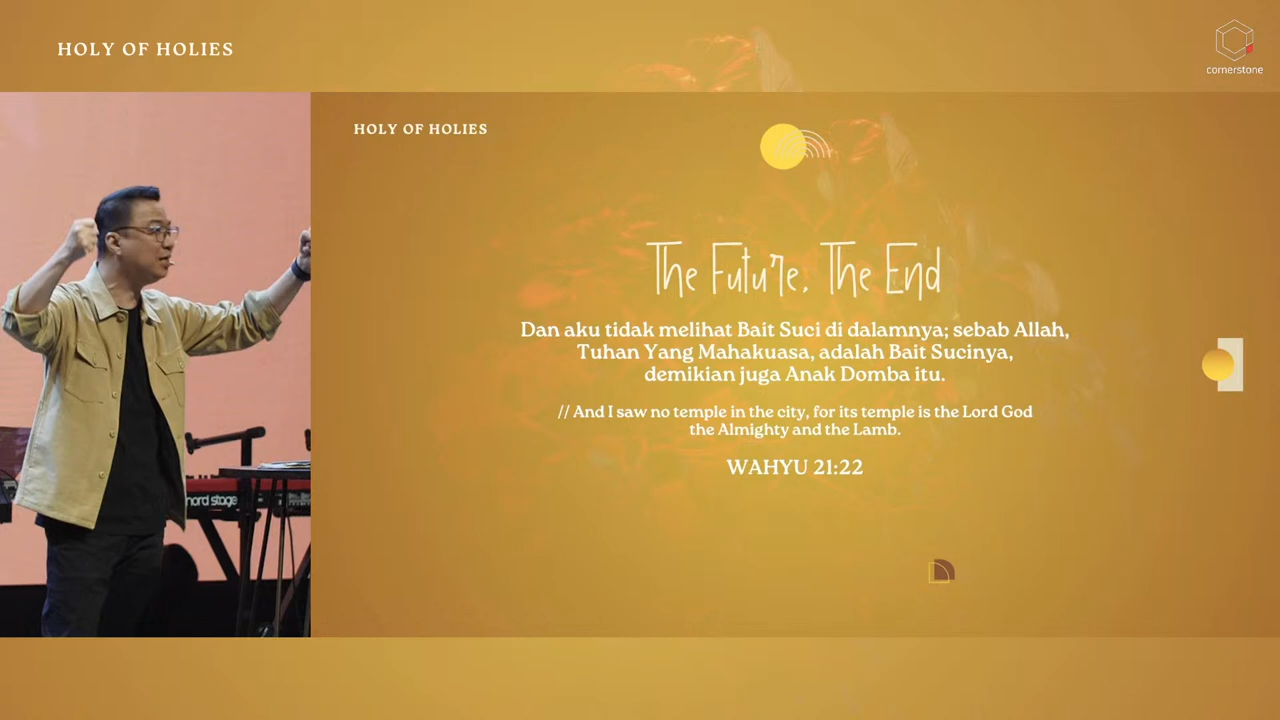 HOLY OF HOLIES
cornerstone
HOLY OF HOLIES
The Future, The End
Dan aku tidak melihat Bait Suci di dalamnya; sebab Allah,
Tuhan Yang Mahakuasa, adalah Bait Sucinya,
demikian juga Anak Domba itu.
// And I saw no temple in the city, for its temple is the Lord God
the Almighty and the Lamb.
WAHYU 21:22
nord stage